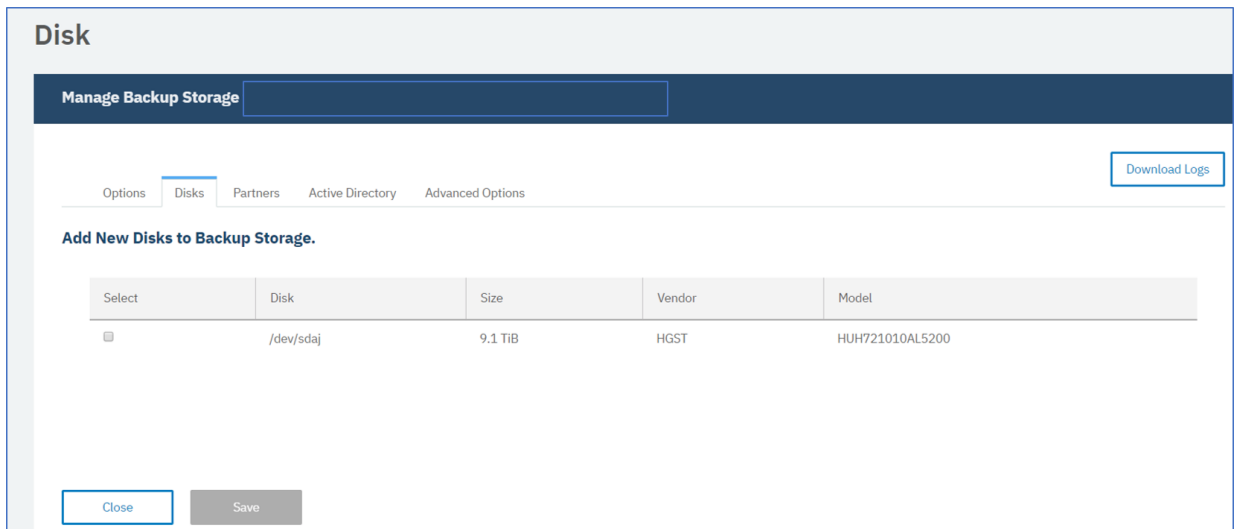 Disk
Manage Backup Storage
Download Logs
Options Disks Partners Active Directory Advanced Options
Add New Disks to Backup Storage.
Select Disk Size Vendor Model
/dev/sdaj 9.1 TiB HGST HUH721010AL5200
Close Save